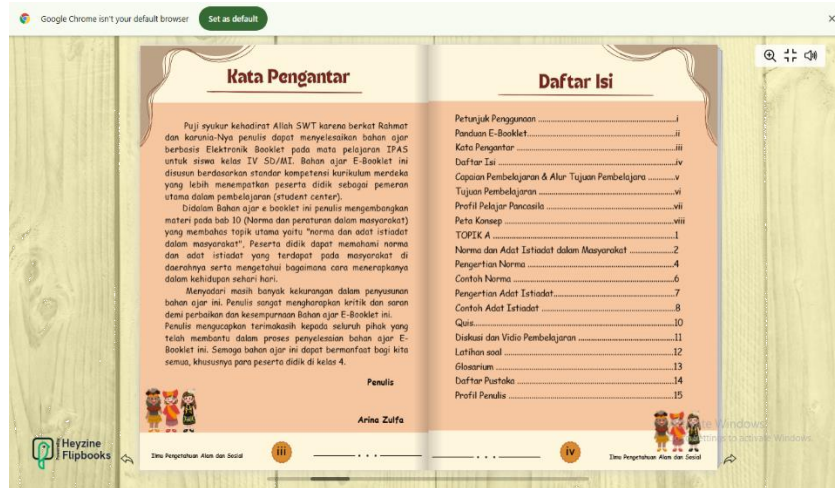 Google Chrome isn't your default browser
Set as default
Kata Pengantar
Puji syukur kehadirat Allah SWT karena berkat Rahmat
dan karunia-Nya penulis dapat menyelesaikan bahan ajar
berbasis Elektronik Booklet pada mata pelajaran IPAS
untuk siswa kelas IV SD/MI. Bahan ajar E-Booklet ini
disusun berdasarkan standar kompetensi kurikulum merdeka
yang lebih menempatkan peserta didik sebagai pemeran
utama dalam pembelajaran (student center).
Didalam Bahan ajar e booklet ini penulis mengembangkan
materi pada bab 10 (Norma dan peraturan dalam masyarakat)
yang membahas topik utama yaitu "norma dan adat istiadat
dalam masyarakat", Peserta didik dapat memahami norma
dan adat istiadat yang terdapat pada masyarakat di
daerahnya serta mengetahui bagaimana cara menerapkanya
dalam kehidupan sehari hari.
Menyadari masih banyak kekurangan dalam penyusunan
bahan ajar ini. Penulis sangat mengharapkan kritik dan saran
demi perbaikan dan kesempurnaan Bahan ajar E-Booklet ini.
Penulis mengucapkan terimakasih kepada seluruh pihak yang
telah membantu dalam proses penyelesaian bahan ajar E-
Booklet ini. Semoga bahan ajar ini dapat bermanfaat bagi kita
semua, khususnya para peserta didik di kelas 4.
Penulis
Arina Zulfa
Ilmu Pengetahuan Alam dan Sosial
iii
Daftar Isi
Petunjuk Penggunaan ..... i
Panduan E-Booklet ..... ii
Kata Pengantar ..... iii
Daftar Isi ..... iv
Capaian Pembelajaran & Alur Tujuan Pembelajara ..... v
Tujuan Pembelajaran ..... vi
Profil Pelajar Pancasila ..... vii
Peta Konsep ..... viii
TOPIK A ..... 1
Norma dan Adat Istiadat dalam Masyarakat ..... 2
Pengertian Norma ..... 4
Contoh Norma ..... 6
Pengertian Adat Istiadat ..... 7
Contoh Adat Istiadat ..... 8
Quis ..... 10
Diskusi dan Vidio Pembelajaran ..... 11
Latihan soal ..... 12
Glosarium ..... 13
Daftar Pustaka ..... 14
Profil Penulis ..... 15
iv
Ilmu Pengetahuan Alam dan Sosial
Windows
to activate Windows.
Heyzine
Flipbooks